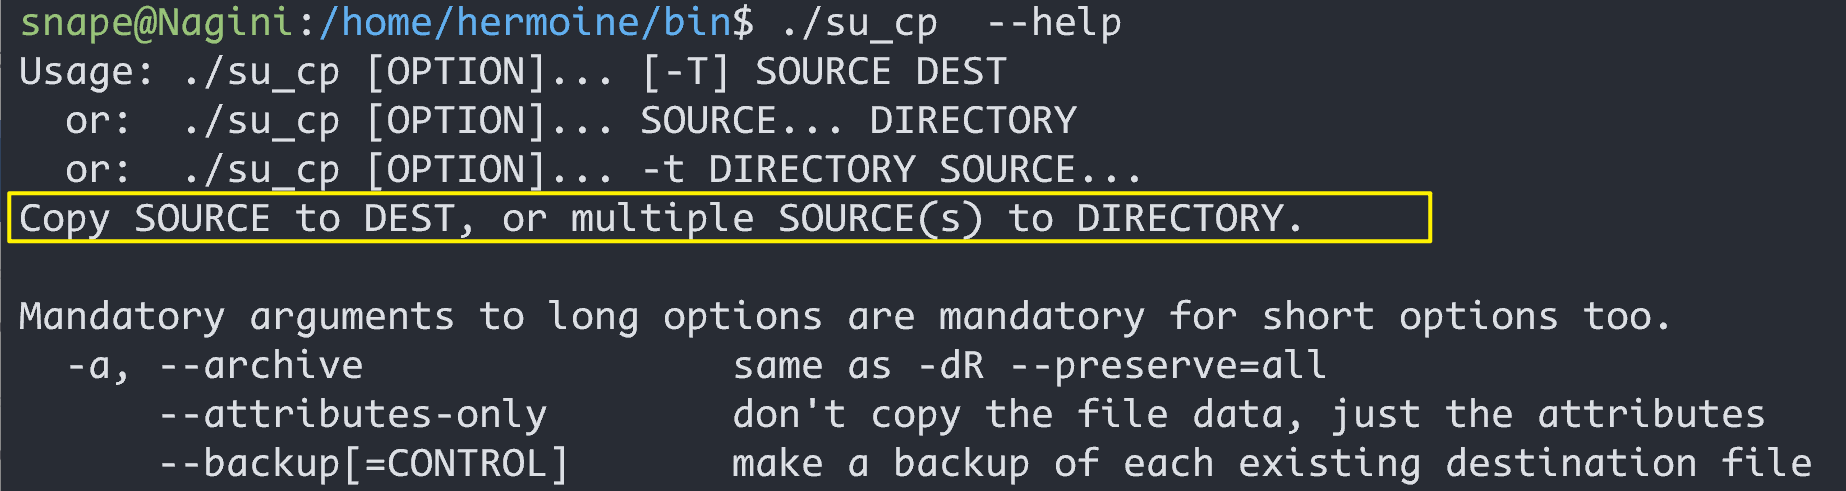 snape@Nagini:/home/hermoine/bin$ ./su_cp  --help
Usage: ./su_cp [OPTION]... [-T] SOURCE DEST
  or:  ./su_cp [OPTION]... SOURCE... DIRECTORY
  or:  ./su_cp [OPTION]... -t DIRECTORY SOURCE...
Copy SOURCE to DEST, or multiple SOURCE(s) to DIRECTORY.

Mandatory arguments to long options are mandatory for short options too.
  -a, --archive                same as -dR --preserve=all
      --attributes-only        don't copy the file data, just the attributes
      --backup[=CONTROL]       make a backup of each existing destination file